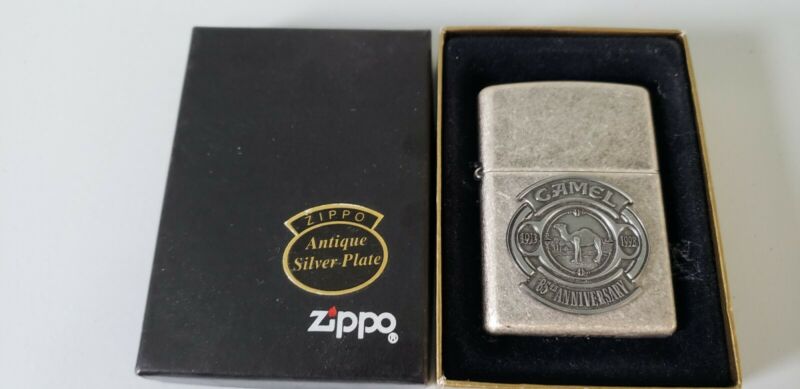 ZIPPO
Antique
Silver-Plate
Zippo
®
CAMEL
1913
1998
85TH ANNIVERSARY